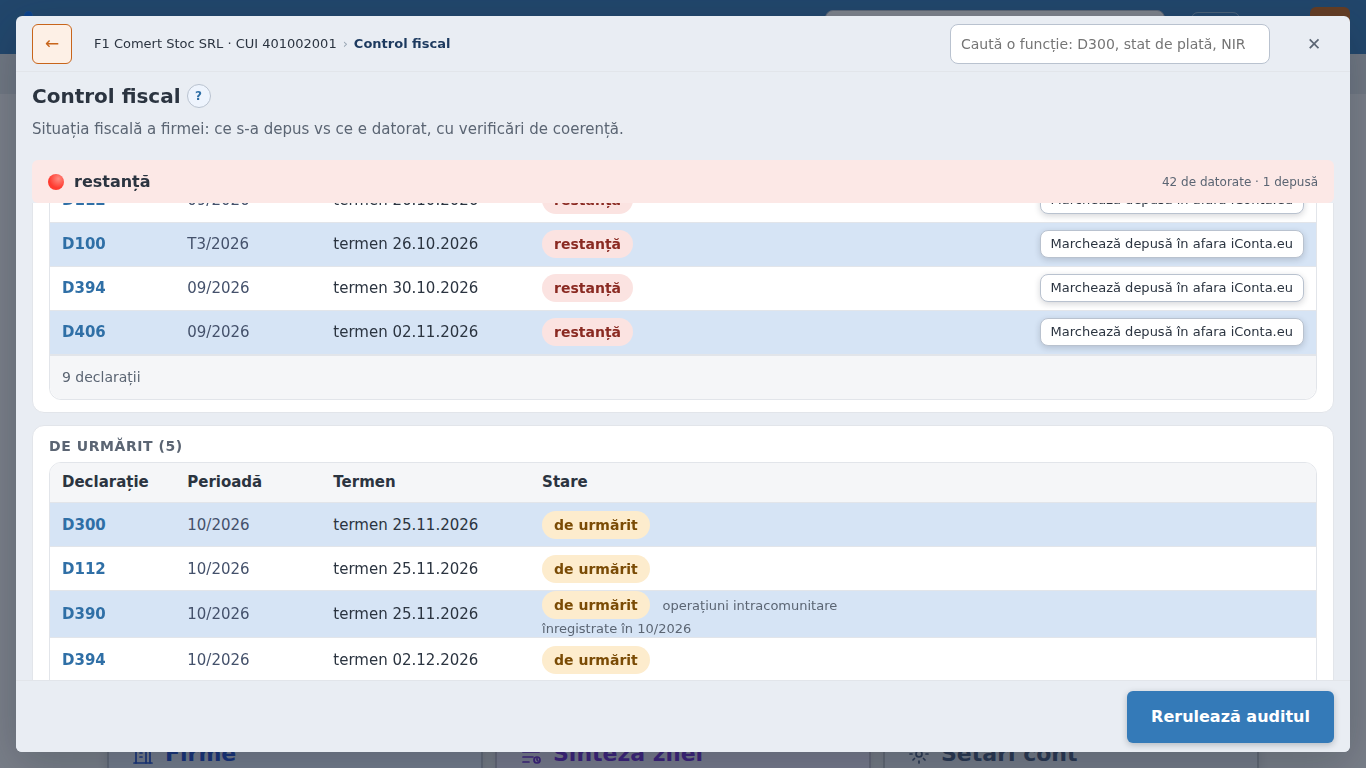 ←
F1 Comert Stoc SRL · CUI 401002001 › Control fiscal
Caută o funcție: D300, stat de plată, NIR
✕
Control fiscal ?
Situația fiscală a firmei: ce s-a depus vs ce e datorat, cu verificări de coerență.
restanță 42 de datorate · 1 depusă
D100 T3/2026 termen 26.10.2026 restanță Marchează depusă în afara iConta.eu
D394 09/2026 termen 30.10.2026 restanță Marchează depusă în afara iConta.eu
D406 09/2026 termen 02.11.2026 restanță Marchează depusă în afara iConta.eu
9 declarații
DE URMĂRIT (5)
Declarație Perioadă Termen Stare
D300 10/2026 termen 25.11.2026 de urmărit
D112 10/2026 termen 25.11.2026 de urmărit
D390 10/2026 termen 25.11.2026 de urmărit operațiuni intracomunitare
înregistrate în 10/2026
D394 10/2026 termen 02.12.2026 de urmărit
Rerulează auditul
Firme Sinteza zilei Setări cont